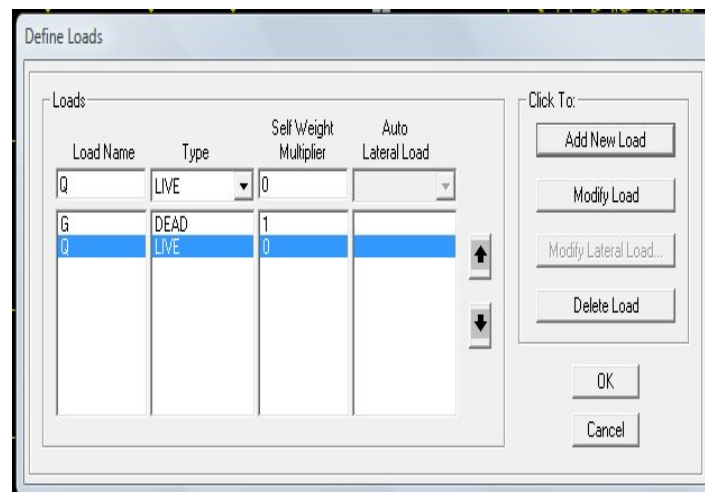 Define Loads
Loads
Load Name Type Self Weight Multiplier Auto Lateral Load
Q LIVE 0
G DEAD 1
Q LIVE 0
Click To:
Add New Load
Modify Load
Modify Lateral Load...
Delete Load
OK
Cancel